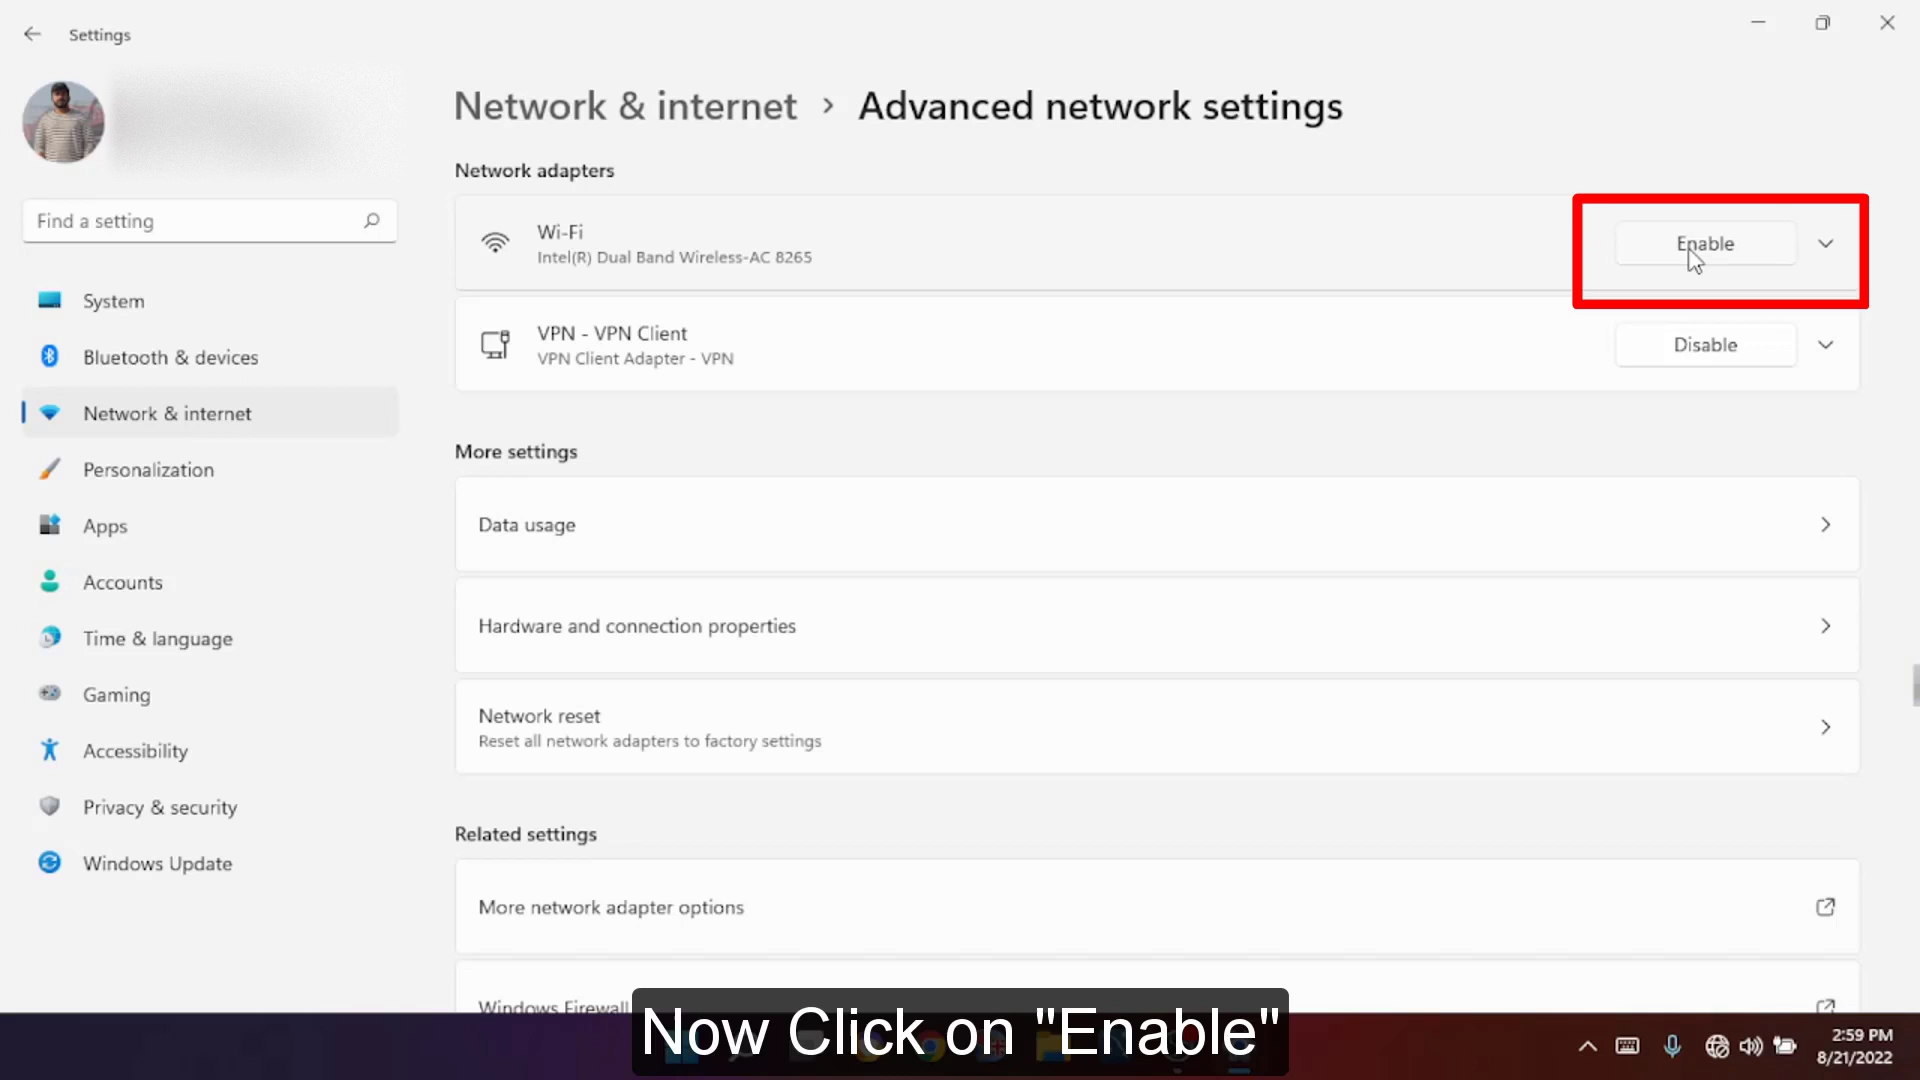 Settings
Network & internet > Advanced network settings
Find a setting
System
Bluetooth & devices
Network & internet
Personalization
Apps
Accounts
Time & language
Gaming
Accessibility
Privacy & security
Windows Update
Network adapters
Wi-Fi
Intel(R) Dual Band Wireless-AC 8265
Enable
VPN - VPN Client
VPN Client Adapter - VPN
Disable
More settings
Data usage
Hardware and connection properties
Network reset
Reset all network adapters to factory settings
Related settings
More network adapter options
Windows Firewall
Now Click on "Enable"
2:59 PM
8/21/2022